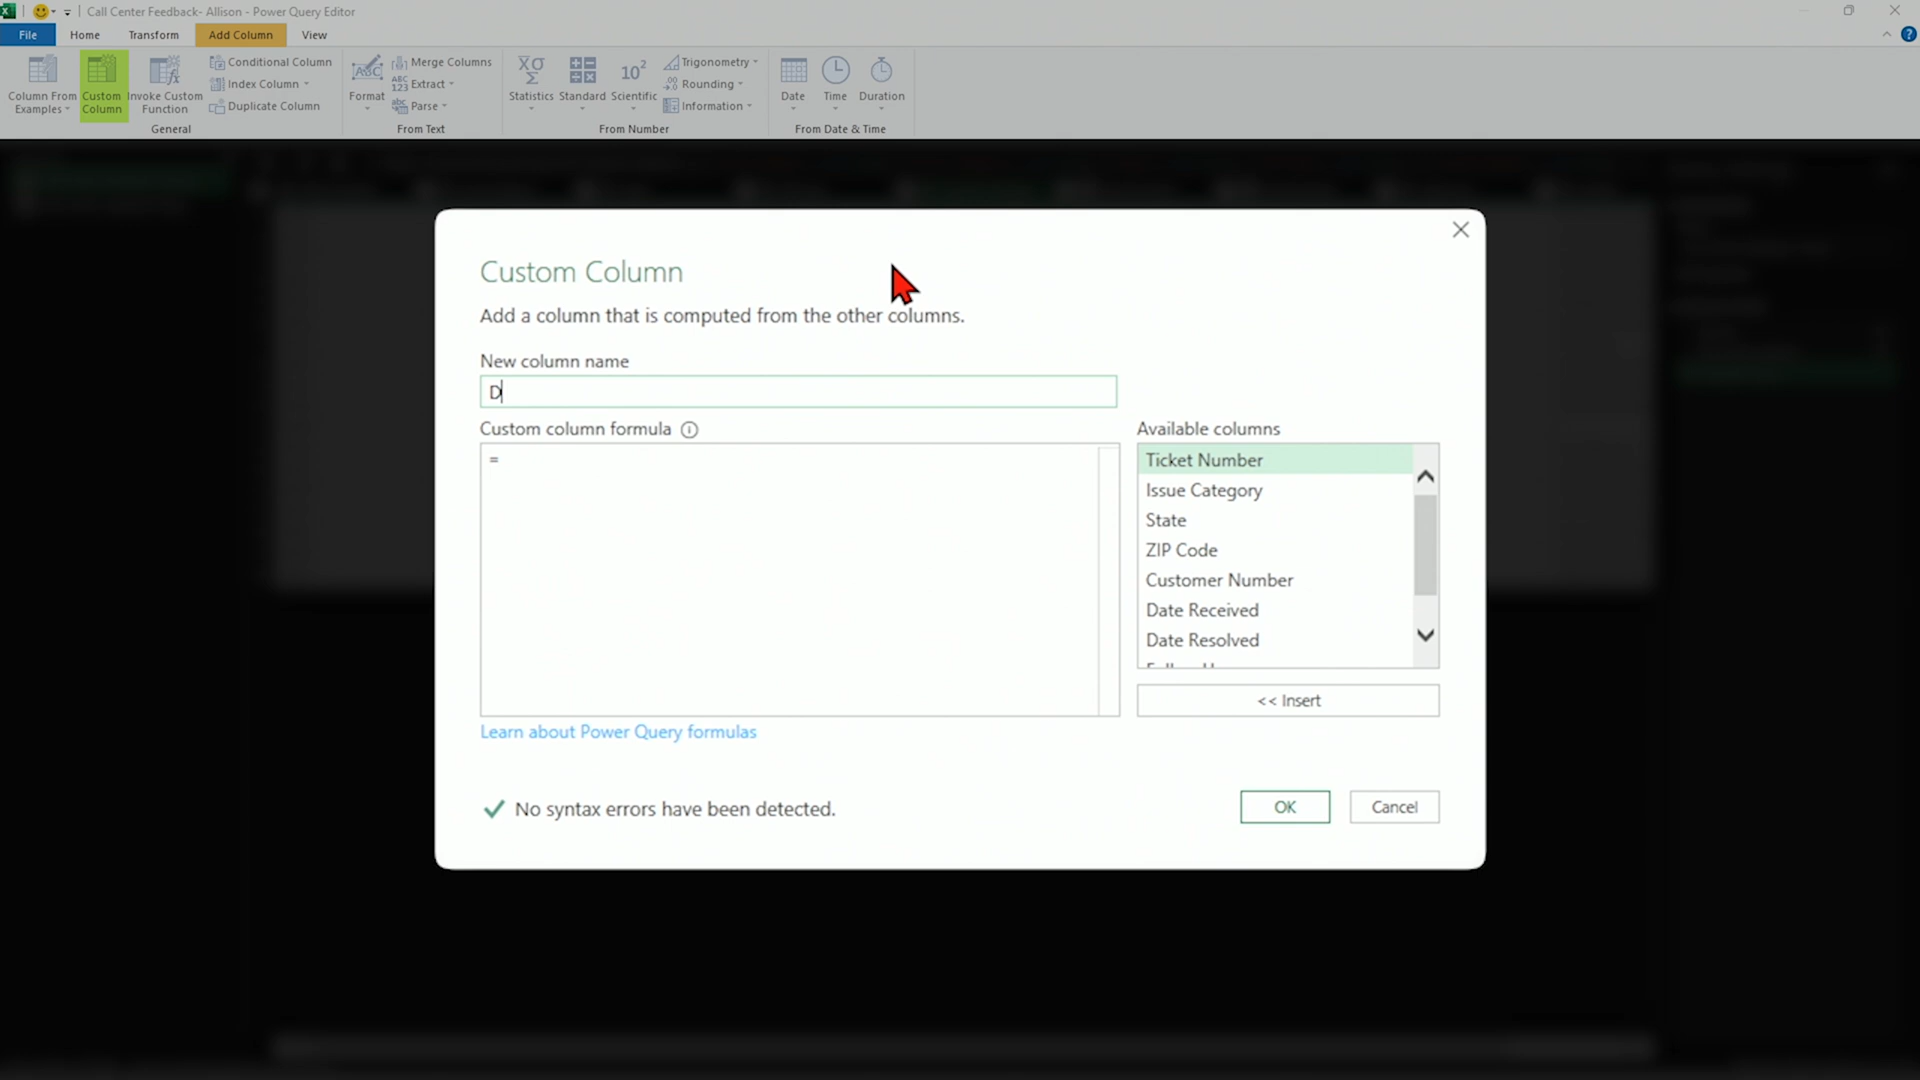 Call Center Feedback- Allison - Power Query Editor
File
Home
Transform
Add Column
View
Column From
Examples
Custom
Column
Invoke Custom
Function
Conditional Column
Index Column
Duplicate Column
General
Format
Merge Columns
Extract
Parse
From Text
Statistics
Standard
Scientific
Trigonometry
Rounding
Information
From Number
Date
Time
Duration
From Date & Time
Custom Column
Add a column that is computed from the other columns.
New column name
D
Custom column formula
=
Available columns
Ticket Number
Issue Category
State
ZIP Code
Customer Number
Date Received
Date Resolved
<< Insert
Learn about Power Query formulas
No syntax errors have been detected.
OK
Cancel